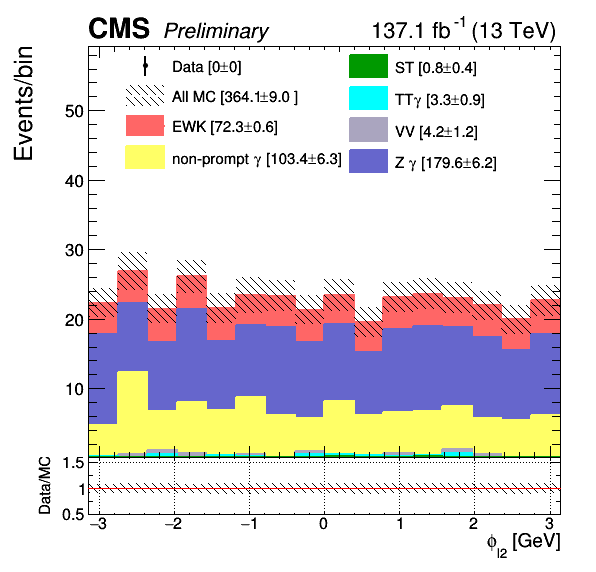 CMS Preliminary 137.1 fb⁻¹ (13 TeV)
Events/bin
Data [0±0]
All MC [364.1±9.0 ]
EWK [72.3±0.6]
non-prompt γ [103.4±6.3]
ST [0.8±0.4]
TTγ [3.3±0.9]
VV [4.2±1.2]
Z γ [179.6±6.2]
50
40
30
20
10
Data/MC
1.5
1
0.5
−3 −2 −1 0 1 2 3
ϕ_l2 [GeV]